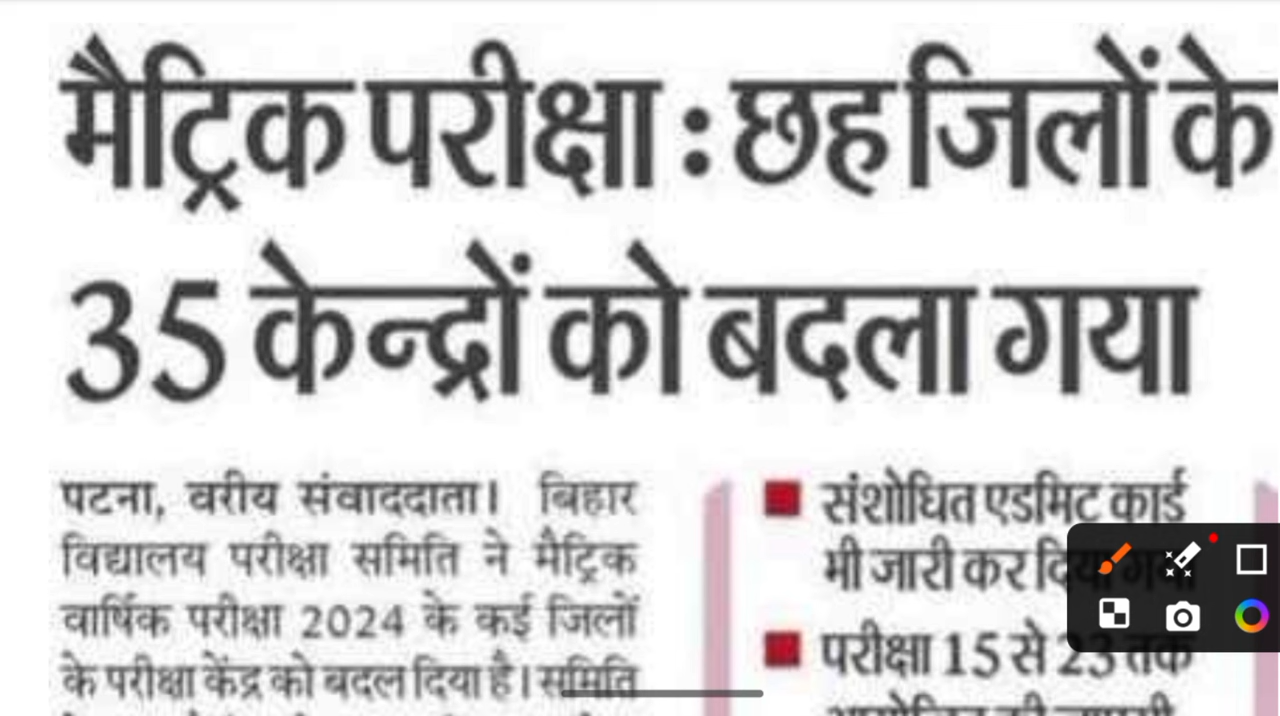 मैट्रिक परीक्षा : छह जिलों के
35 केन्द्रों को बदला गया
पटना, वरीय संवाददाता। बिहार
विद्यालय परीक्षा समिति ने मैट्रिक
वार्षिक परीक्षा 2024 के कई जिलों
के परीक्षा केंद्र को बदल दिया है। समिति
संशोधित एडमिट कार्ड
भी जारी कर दिया गया
परीक्षा 15 से 23 तक